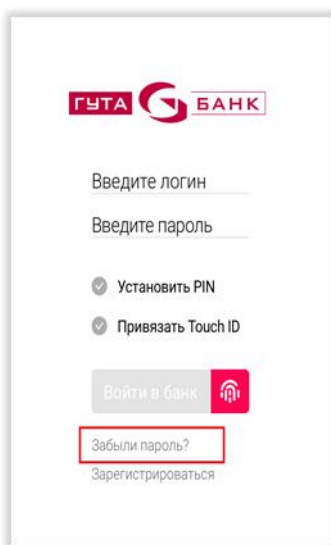 ГУТА БАНК
Введите логин
Введите пароль
Установить PIN
Привязать Touch ID
Войти в банк
Забыли пароль?
Зарегистрироваться